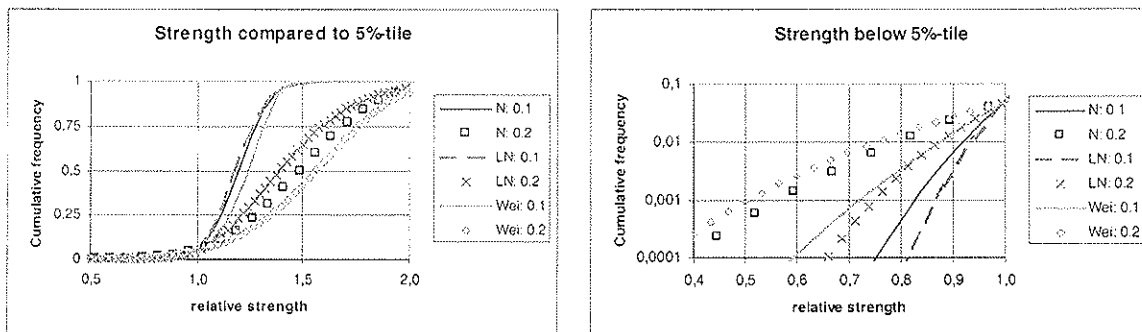 Strength compared to 5%-tile
Cumulative frequency
1
0.75
0.5
0.25
0
0,5
1,0
1,5
2,0
relative strength
N: 0.1
N: 0.2
LN: 0.1
LN: 0.2
Wei: 0.1
Wei: 0.2
Strength below 5%-tile
Cumulative frequency
0,1
0,01
0,001
0,0001
0,4
0,5
0,6
0,7
0,8
0,9
1,0
relative strength
N: 0.1
N: 0.2
LN: 0.1
LN: 0.2
Wei: 0.1
Wei: 0.2